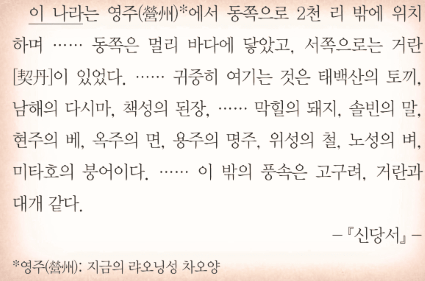 이 나라는 영주(營州)*에서 동쪽으로 2천 리 밖에 위치
하며 …… 동쪽은 멀리 바다에 닿았고, 서쪽으로는 거란
[契丹]이 있었다. …… 귀중히 여기는 것은 태백산의 토끼,
남해의 다시마, 책성의 된장, …… 막힐의 돼지, 솔빈의 말,
현주의 베, 옥주의 면, 용주의 명주, 위성의 철, 노성의 벼,
미타호의 붕어이다. …… 이 밖의 풍속은 고구려, 거란과
대개 같다.
-『신당서』-
*영주(營州): 지금의 랴오닝성 차오양